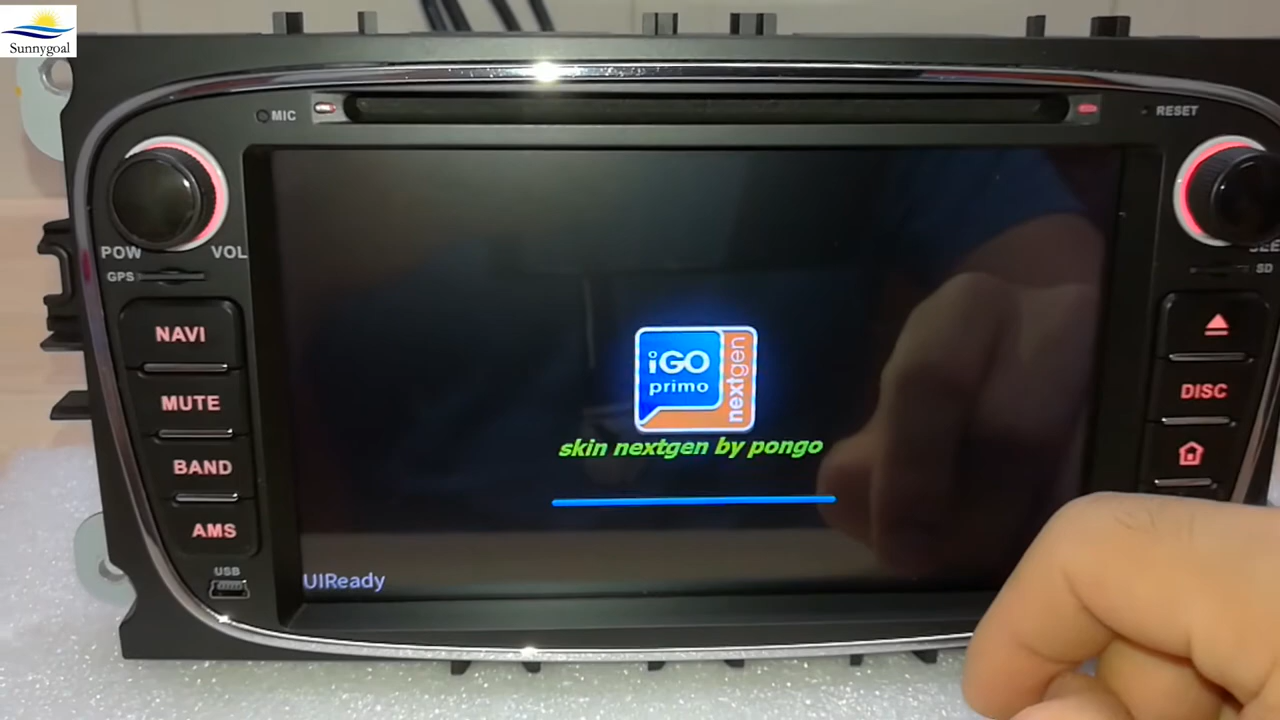 Sunnygoal
MIC
RESET
POW
VOL
GPS
SD
NAVI
MUTE
BAND
AMS
USB
DISC
iGO
primo
nextgen
skin nextgen by pongo
UIReady